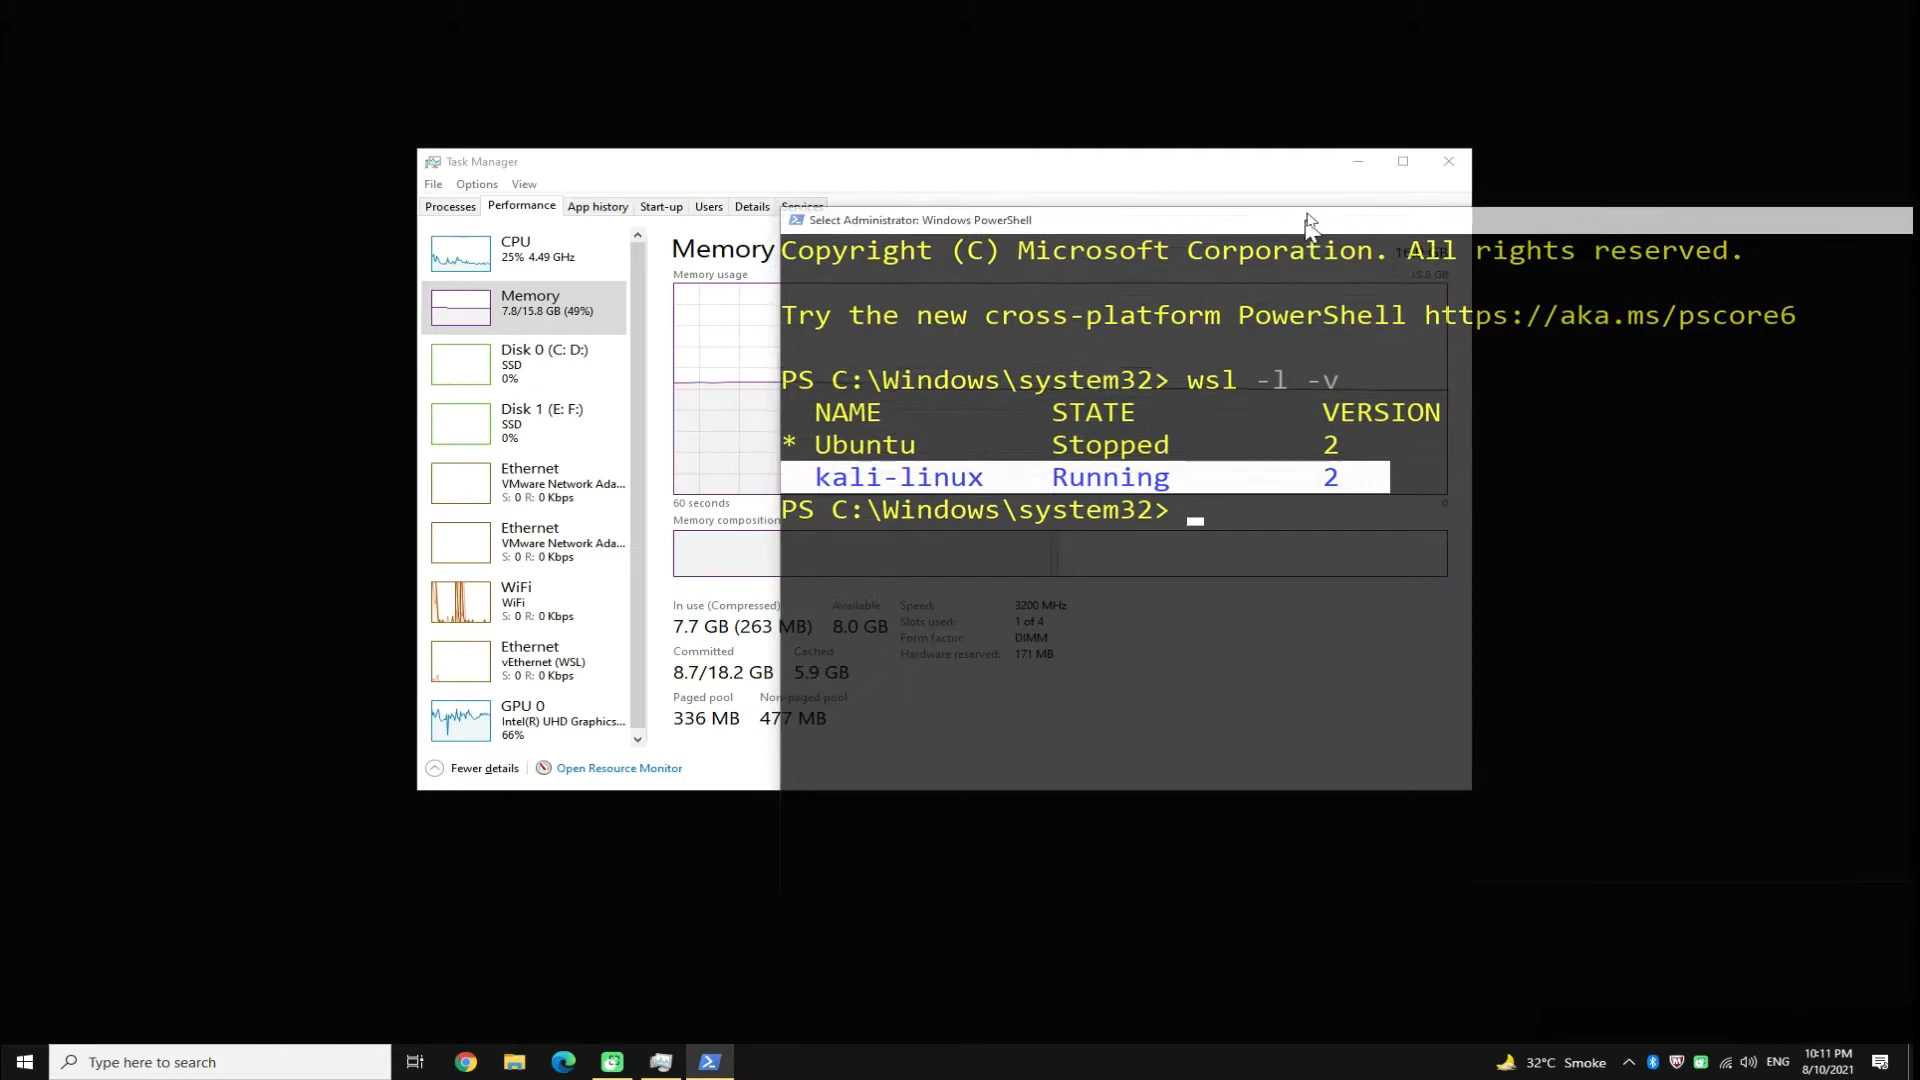 Task Manager
File Options View
Processes Performance App history Start-up Users Details Services
CPU
25% 4.49 GHz
Memory
7.8/15.8 GB (49%)
Disk 0 (C: D:)
SSD
0%
Disk 1 (E: F:)
SSD
0%
Ethernet
VMware Network Ada...
S: 0 R: 0 Kbps
Ethernet
VMware Network Ada...
S: 0 R: 0 Kbps
WiFi
WiFi
S: 0 R: 0 Kbps
Ethernet
vEthernet (WSL)
S: 0 R: 0 Kbps
GPU 0
Intel(R) UHD Graphics...
66%
Fewer details
Open Resource Monitor
Memory
Memory usage
15.8 GB
60 seconds
0
Memory composition
In use (Compressed)
7.7 GB (263 MB)
Available
8.0 GB
Committed
8.7/18.2 GB
Cached
5.9 GB
Paged pool
336 MB
Non-paged pool
477 MB
Speed: 3200 MHz
Slots used: 1 of 4
Form factor: DIMM
Hardware reserved: 171 MB
Select Administrator: Windows PowerShell
Copyright (C) Microsoft Corporation. All rights reserved.
Try the new cross-platform PowerShell https://aka.ms/pscore6
PS C:\Windows\system32> wsl -l -v
NAME STATE VERSION
* Ubuntu Stopped 2
kali-linux Running 2
PS C:\Windows\system32>
Type here to search
32°C Smoke
ENG
10:11 PM
8/10/2021